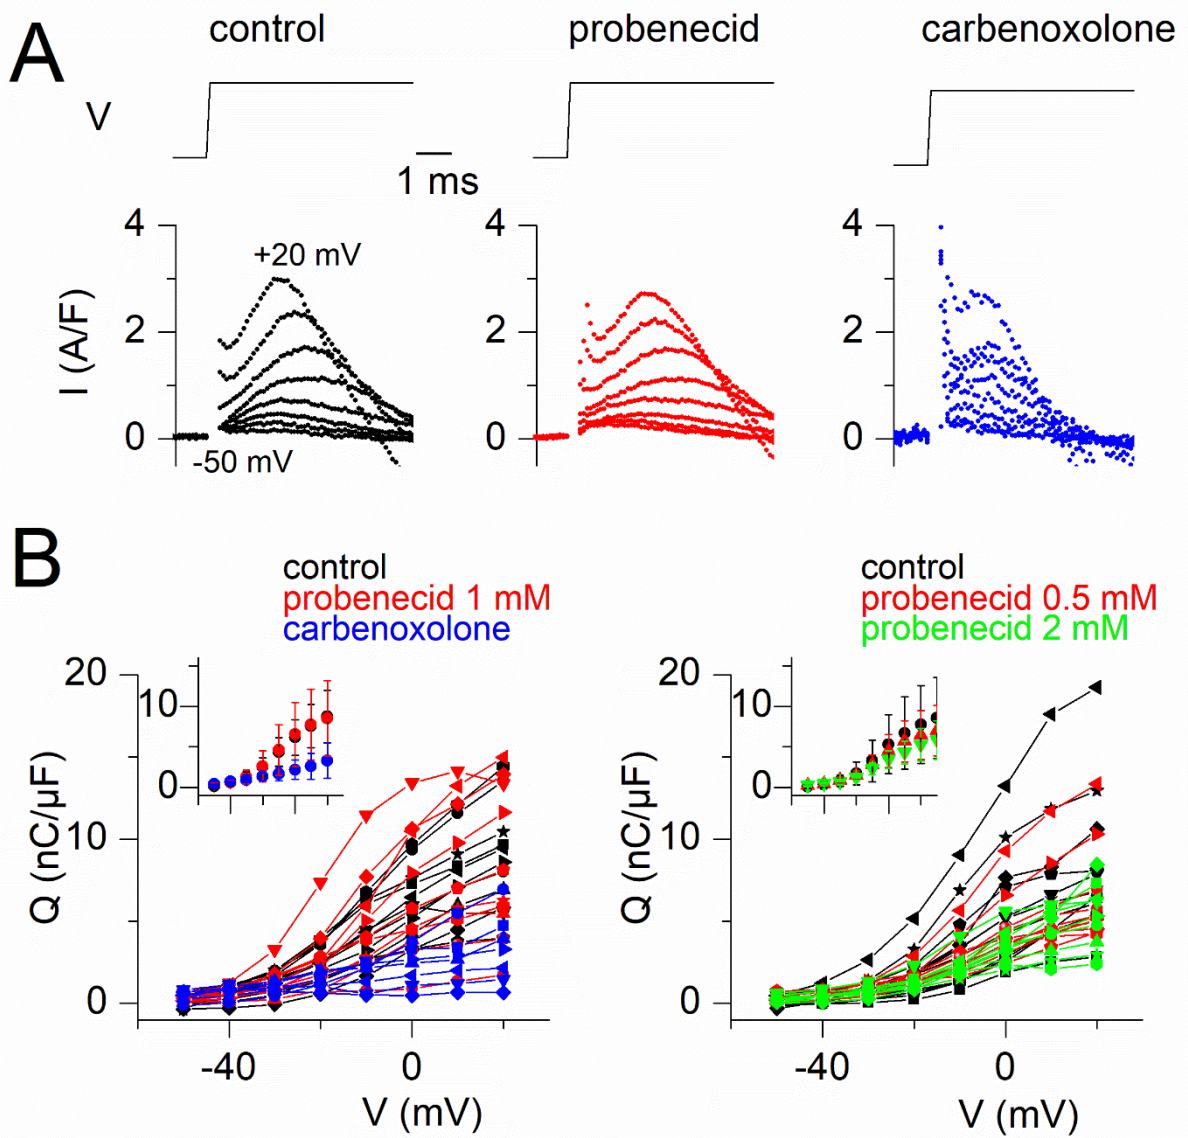 A
control
probenecid
carbenoxolone
V
1 ms
I (A/F)
4
2
0
+20 mV
-50 mV
4
2
0
4
2
0
B
control
probenecid 1 mM
carbenoxolone
Q (nC/μF)
20
10
0
10
0
-40
0
V (mV)
control
probenecid 0.5 mM
probenecid 2 mM
Q (nC/μF)
20
10
0
10
0
-40
0
V (mV)